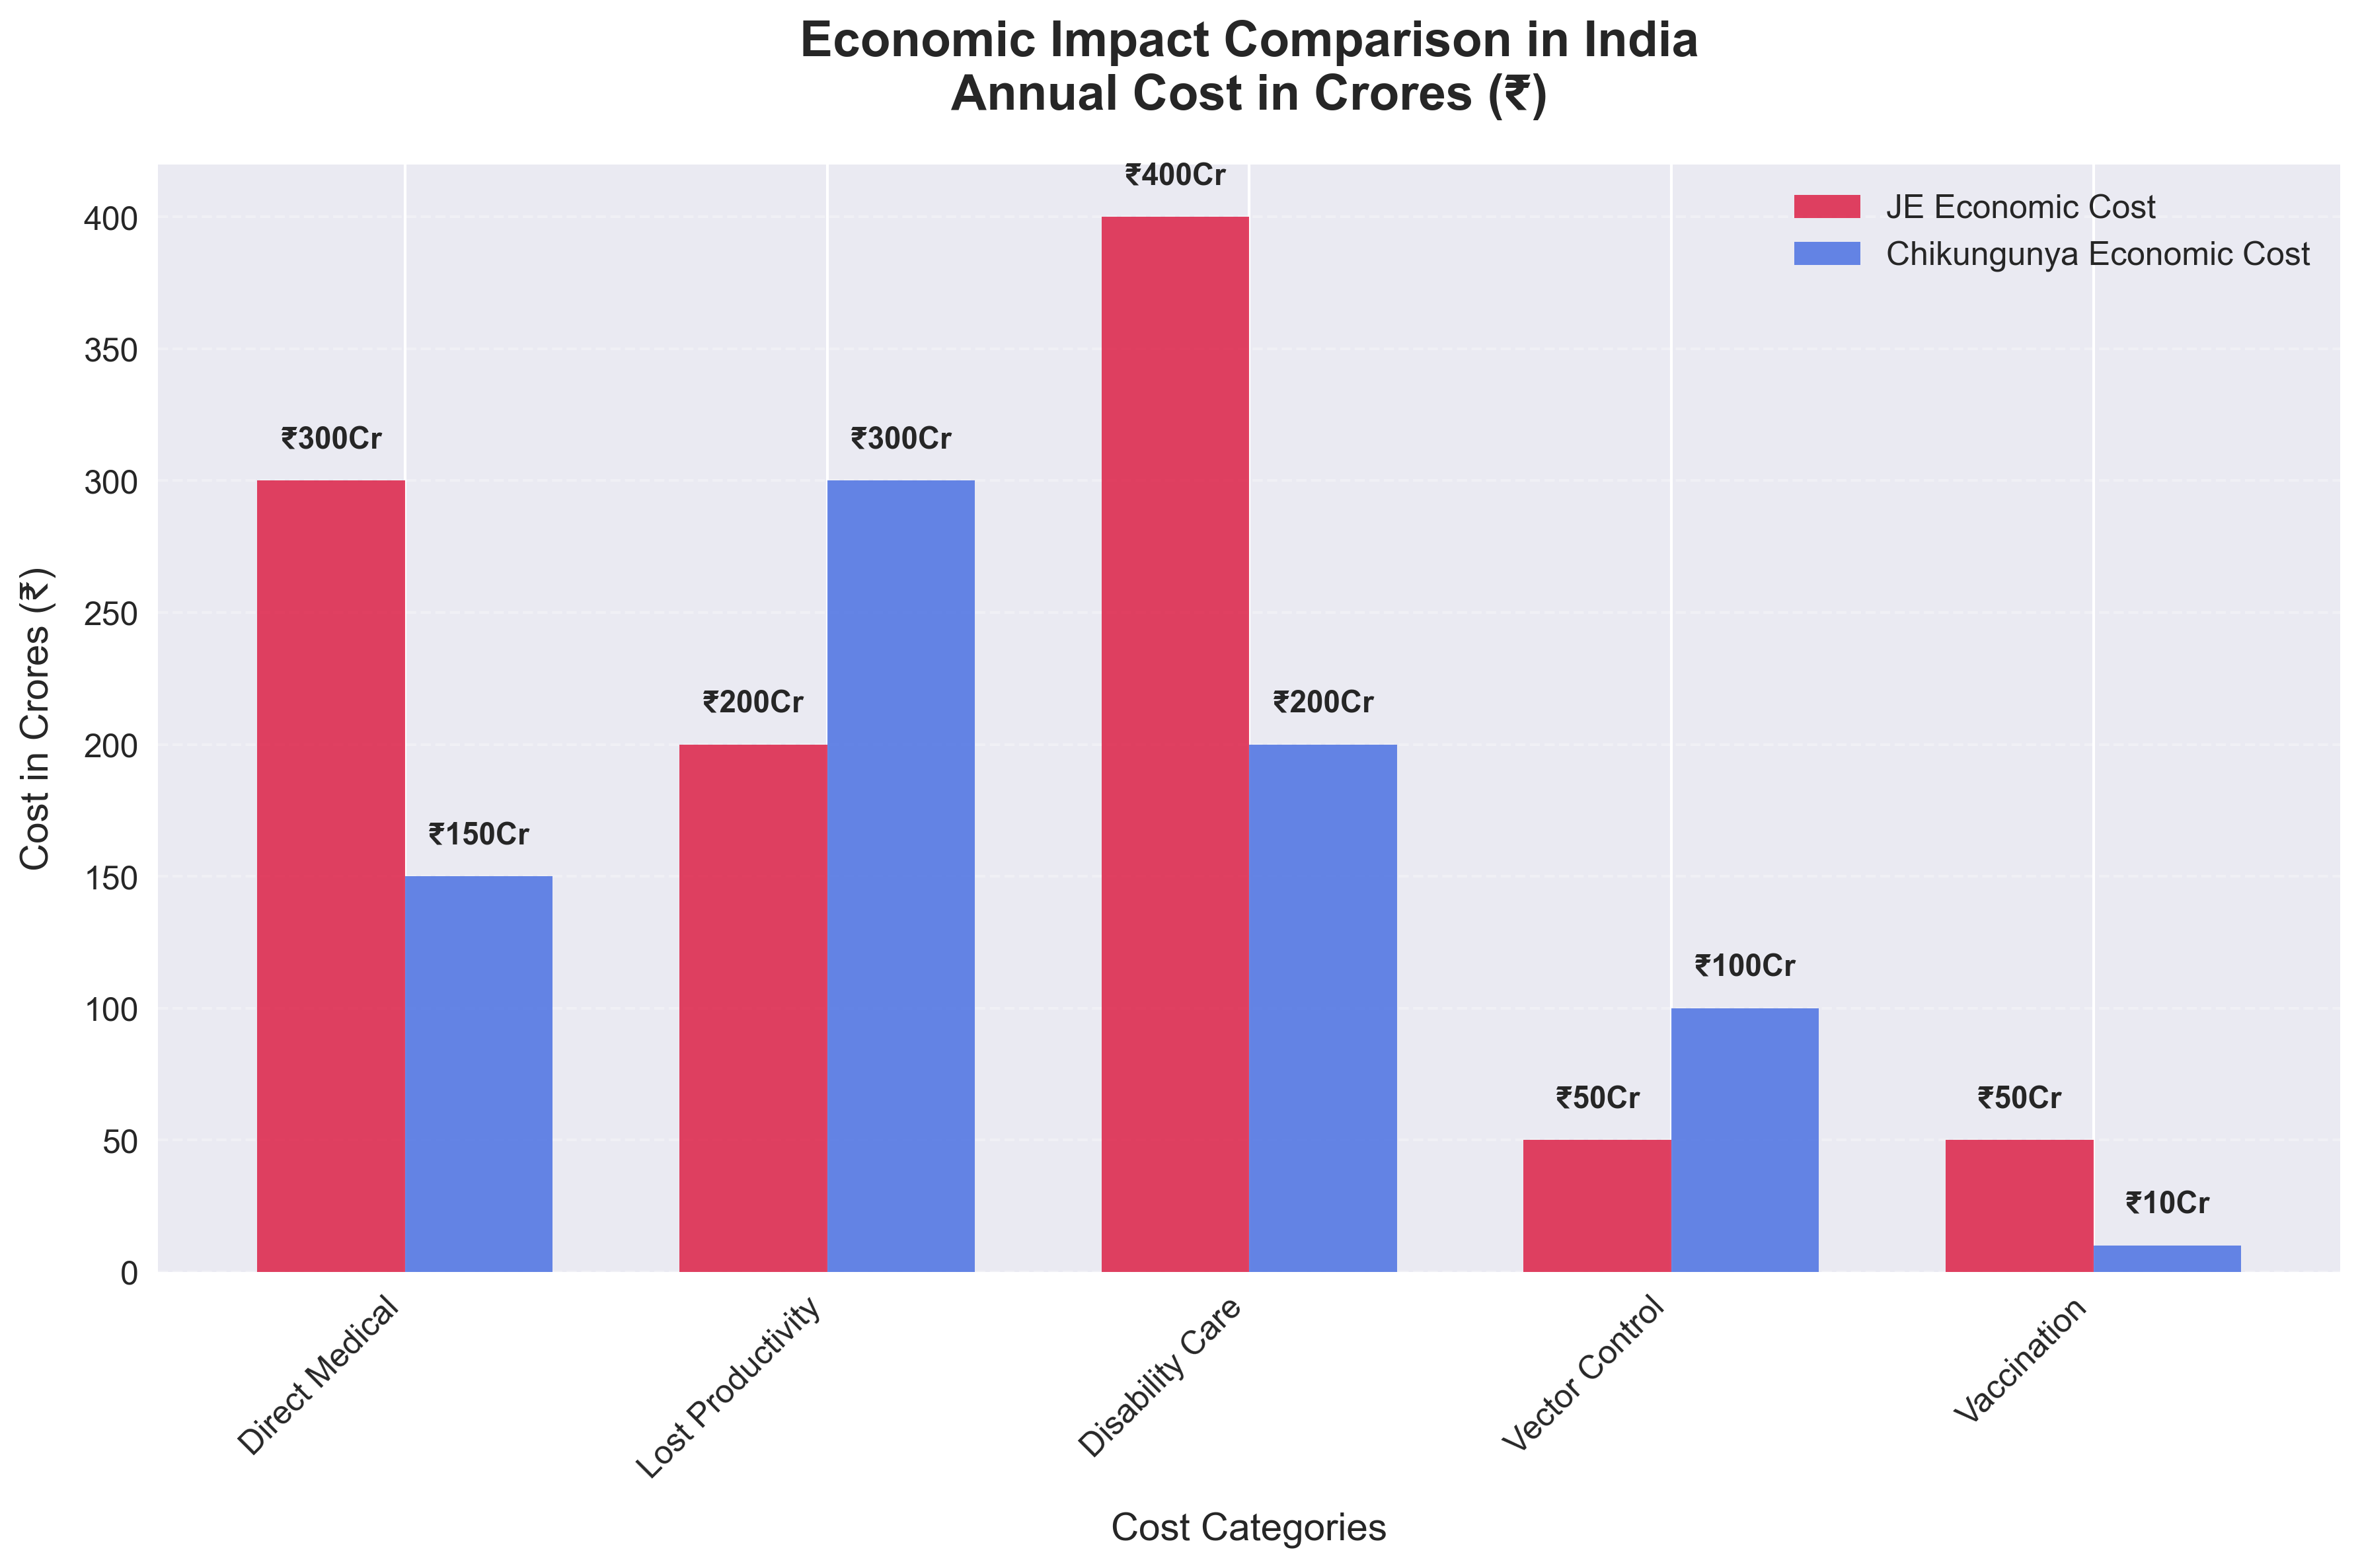 Economic Impact Comparison in India
Annual Cost in Crores (₹)
JE Economic Cost
Chikungunya Economic Cost
Cost in Crores (₹)
400
350
300
250
200
150
100
50
0
₹300Cr
₹150Cr
₹200Cr
₹300Cr
₹400Cr
₹200Cr
₹50Cr
₹100Cr
₹50Cr
₹10Cr
Direct Medical
Lost Productivity
Disability Care
Vector Control
Vaccination
Cost Categories